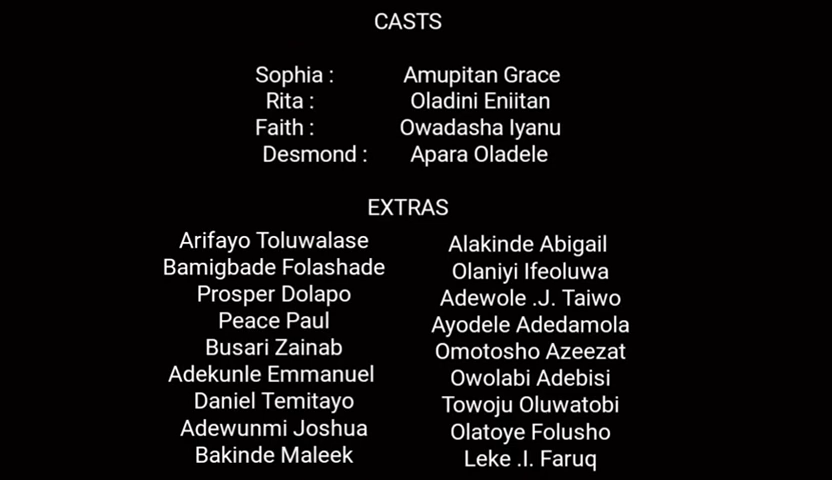 CASTS
Sophia : Amupitan Grace
Rita : Oladini Eniitan
Faith : Owadasha Iyanu
Desmond : Apara Oladele
EXTRAS
Arifayo Toluwalase
Bamigbade Folashade
Prosper Dolapo
Peace Paul
Busari Zainab
Adekunle Emmanuel
Daniel Temitayo
Adewunmi Joshua
Bakinde Maleek
Alakinde Abigail
Olaniyi Ifeoluwa
Adewole .J. Taiwo
Ayodele Adedamola
Omotosho Azeezat
Owolabi Adebisi
Towoju Oluwatobi
Olatoye Folusho
Leke .I. Faruq